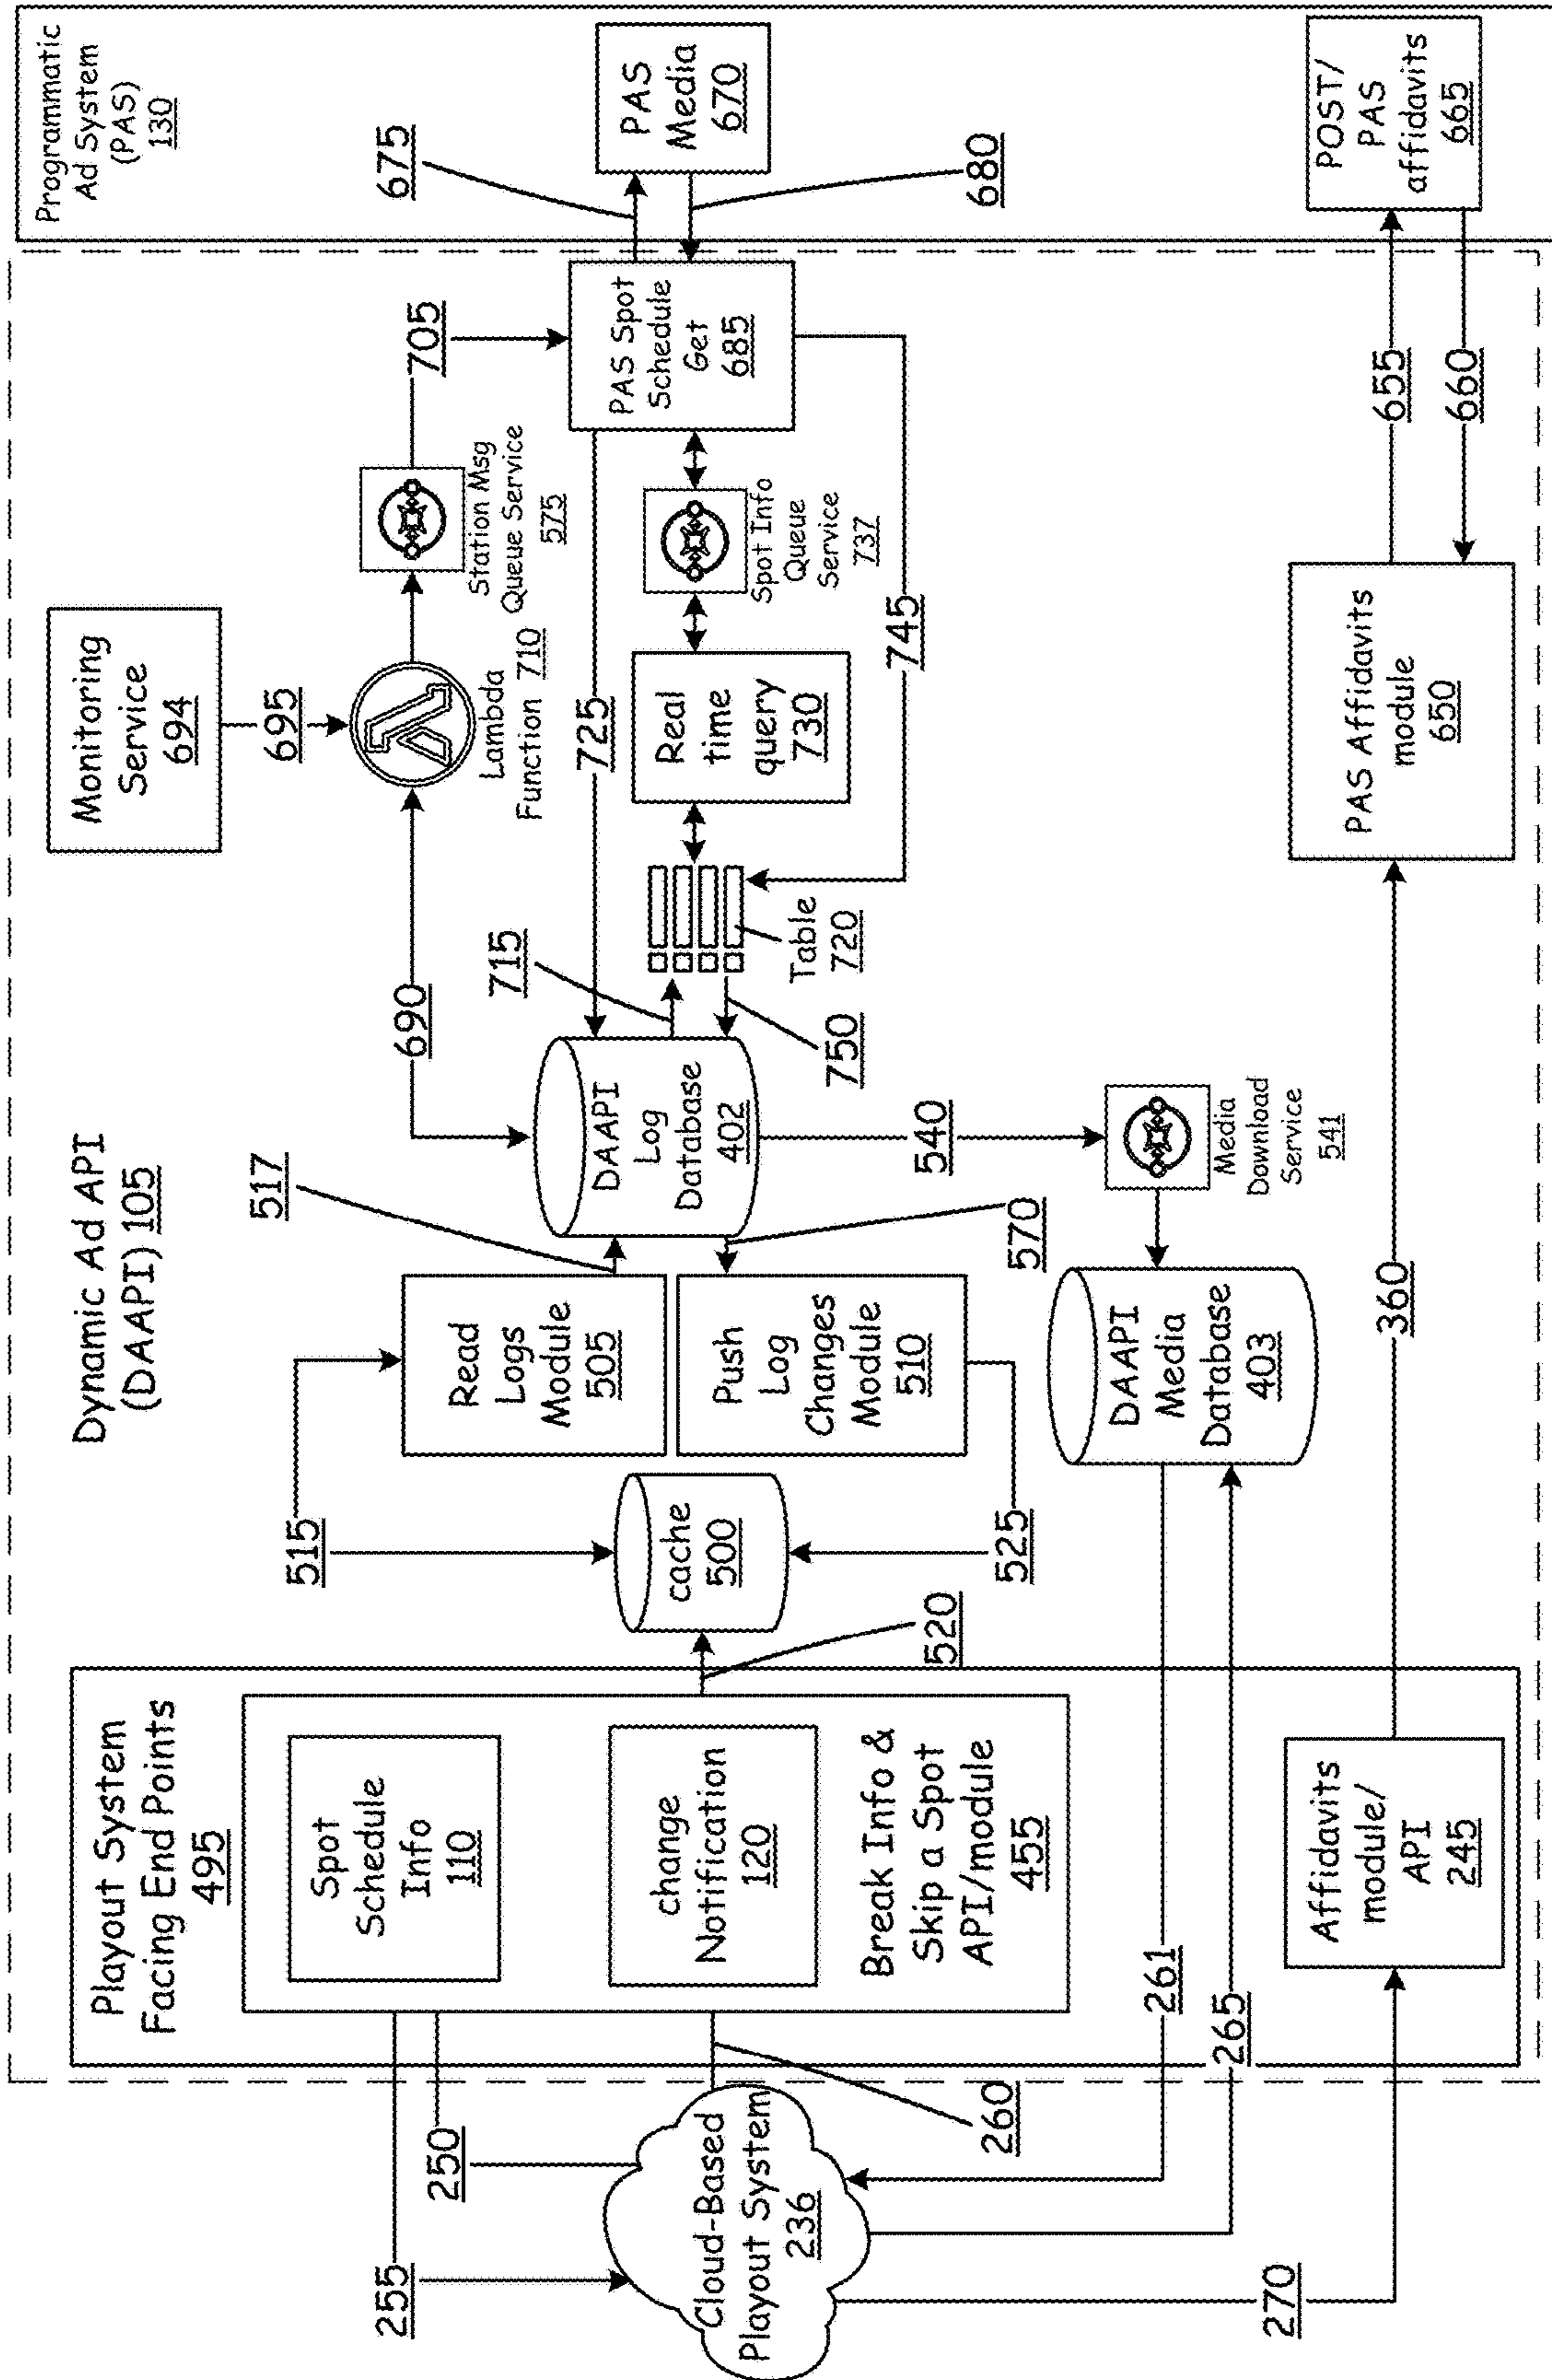 Dynamic Ad API
(DAAPI) 105
Programmatic
Ad System
(PAS)
130
Playout System
Facing End Points
495
Spot
Schedule
Info
110
change
Notification
120
Break Info &
Skip a Spot
API/module
455
Affidavits
module/
API
245
Cloud-Based
Playout System
236
255
250
260
261
265
270
515
520
525
cache
500
Read
Logs
Module
505
Push
Log
Changes
Module
510
517
570
DAAPI
Log
Database
402
DAAPI
Media
Database
403
540
Media
Download
Service
541
690
715
750
Table
720
Monitoring
Service
694
695
Lambda
Function 710
725
Real
time
query
730
745
Station Msg
Queue Service
575
Spot Info
Queue
Service
737
705
PAS Spot
Schedule
Get
685
675
680
PAS
Media
670
360
PAS Affidavits
module
650
655
660
POST/
PAS
affidavits
665